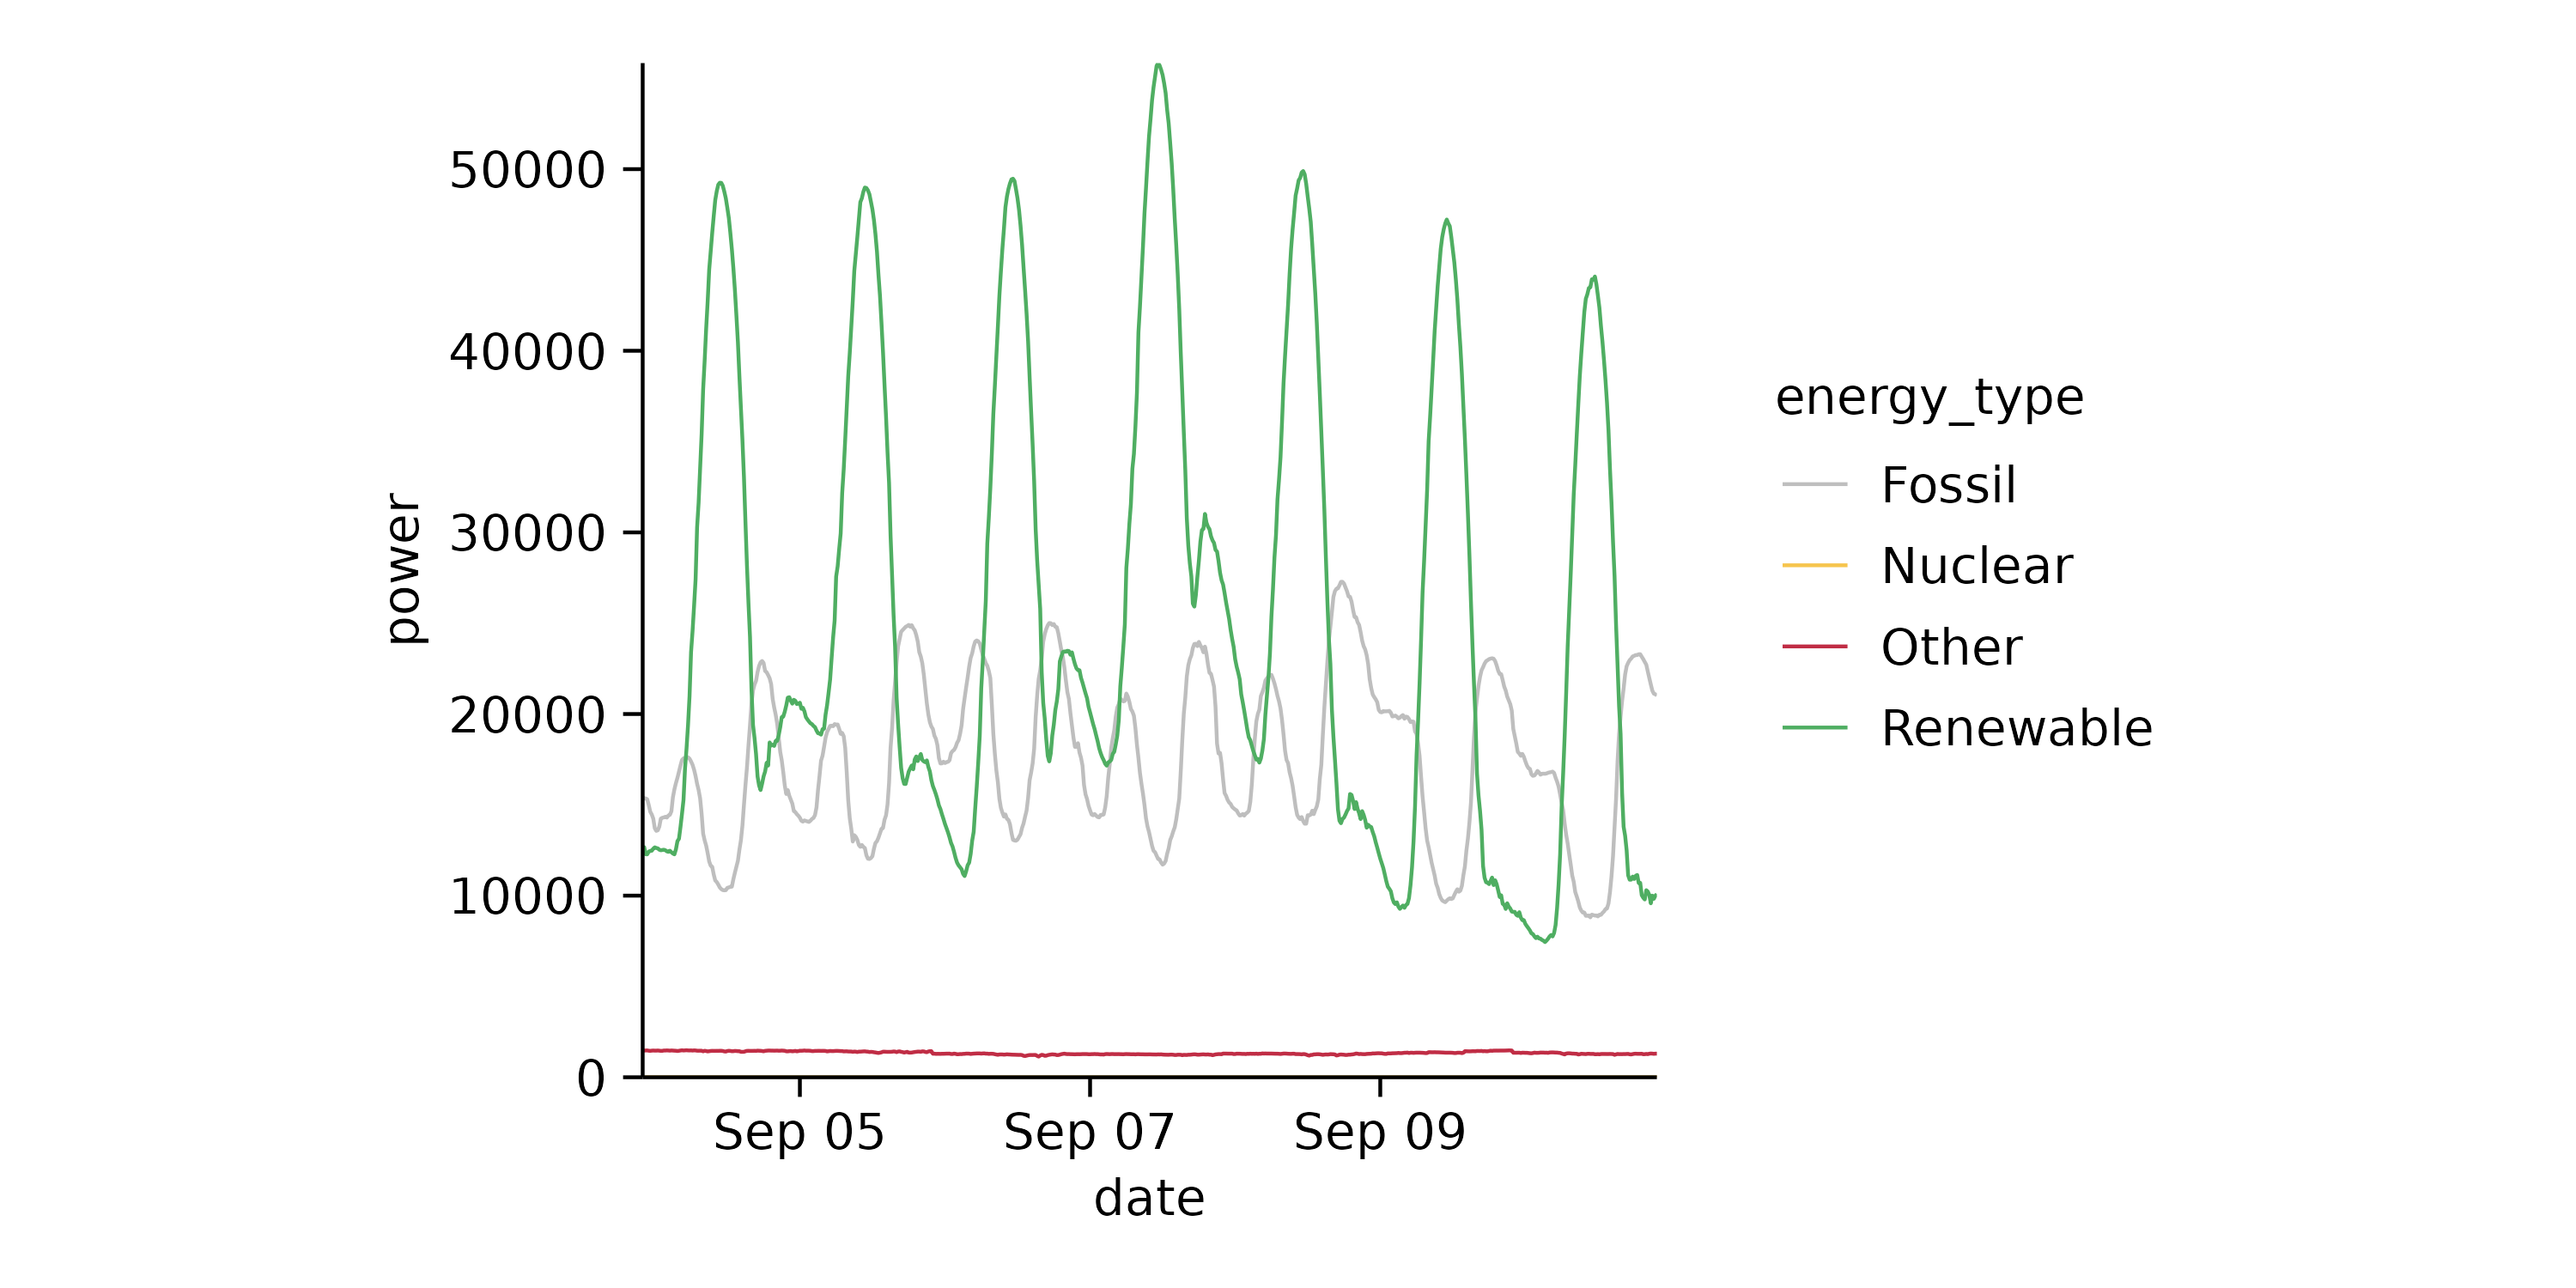 50000
40000
30000
20000
10000
0
power
Sep 05
Sep 07
Sep 09
date
energy_type
Fossil
Nuclear
Other
Renewable